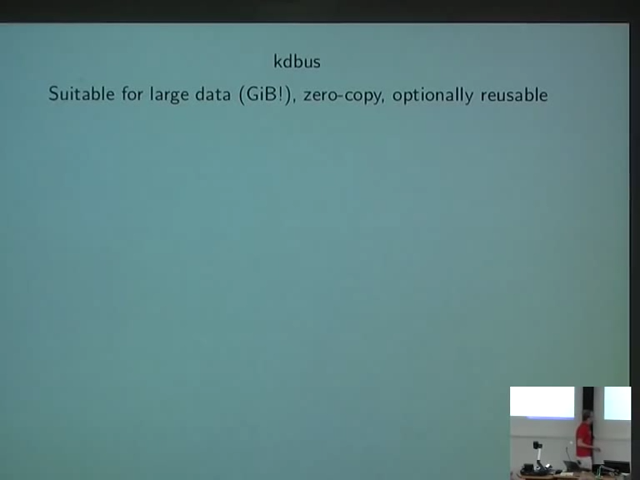 kdbus
Suitable for large data (GiB!), zero-copy, optionally reusable